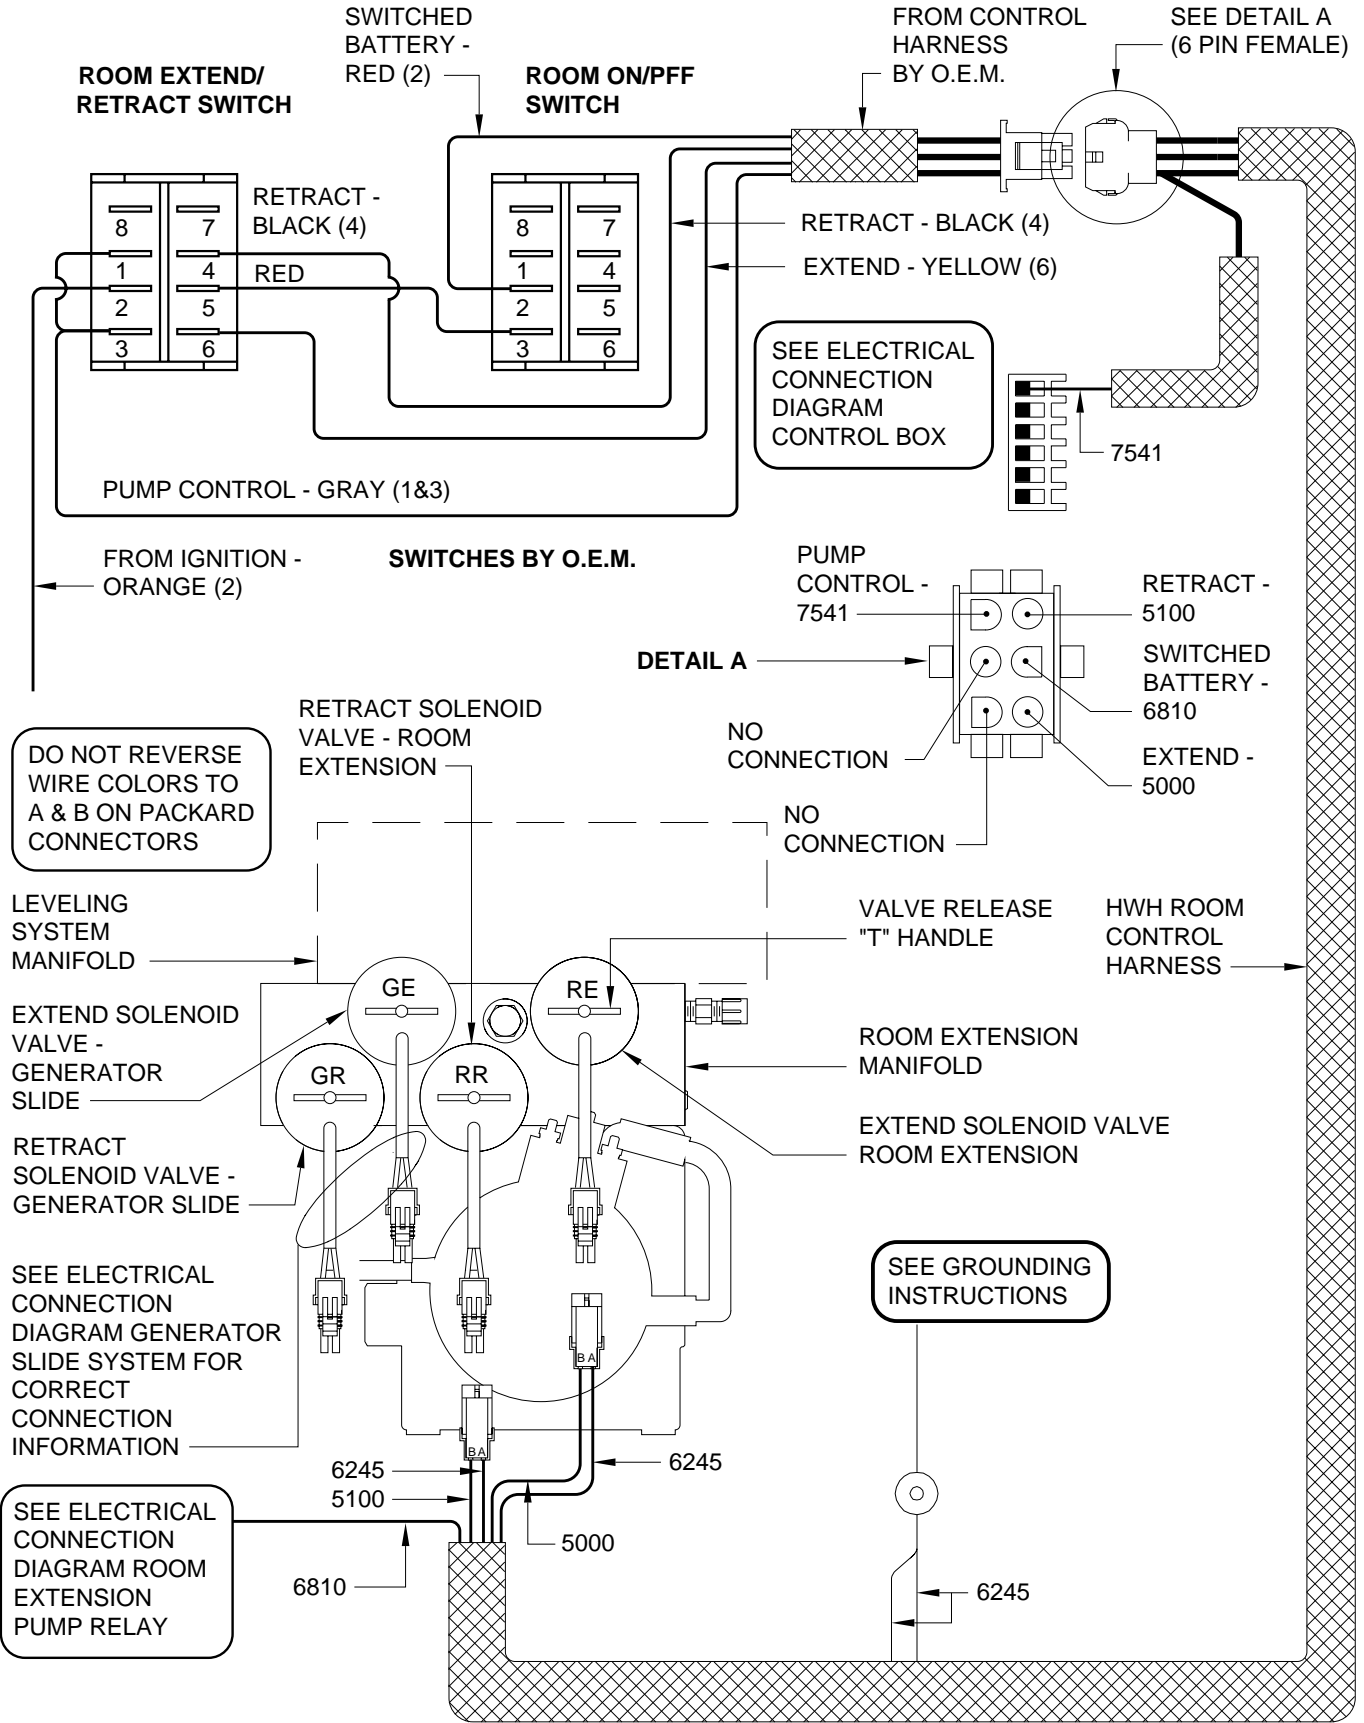 SWITCHED
BATTERY -
RED (2)
FROM CONTROL
HARNESS
BY O.E.M.
SEE DETAIL A
(6 PIN FEMALE)
ROOM EXTEND/
RETRACT SWITCH
ROOM ON/PFF
SWITCH
RETRACT -
BLACK (4)
RED
8
7
1
4
2
5
3
6
8
7
1
4
2
5
3
6
RETRACT - BLACK (4)
EXTEND - YELLOW (6)
SEE ELECTRICAL
CONNECTION
DIAGRAM
CONTROL BOX
7541
PUMP CONTROL - GRAY (1&3)
FROM IGNITION -
ORANGE (2)
SWITCHES BY O.E.M.
PUMP
CONTROL -
7541
RETRACT -
5100
DETAIL A
SWITCHED
BATTERY -
6810
NO
CONNECTION
EXTEND -
5000
NO
CONNECTION
RETRACT SOLENOID
VALVE - ROOM
EXTENSION
DO NOT REVERSE
WIRE COLORS TO
A & B ON PACKARD
CONNECTORS
LEVELING
SYSTEM
MANIFOLD
VALVE RELEASE
"T" HANDLE
HWH ROOM
CONTROL
HARNESS
GE
RE
GR
RR
EXTEND SOLENOID
VALVE -
GENERATOR
SLIDE
ROOM EXTENSION
MANIFOLD
EXTEND SOLENOID VALVE
ROOM EXTENSION
RETRACT
SOLENOID VALVE -
GENERATOR SLIDE
SEE ELECTRICAL
CONNECTION
DIAGRAM GENERATOR
SLIDE SYSTEM FOR
CORRECT
CONNECTION
INFORMATION
SEE GROUNDING
INSTRUCTIONS
B A
B A
6245
5100
6245
5000
6810
SEE ELECTRICAL
CONNECTION
DIAGRAM ROOM
EXTENSION
PUMP RELAY
6245